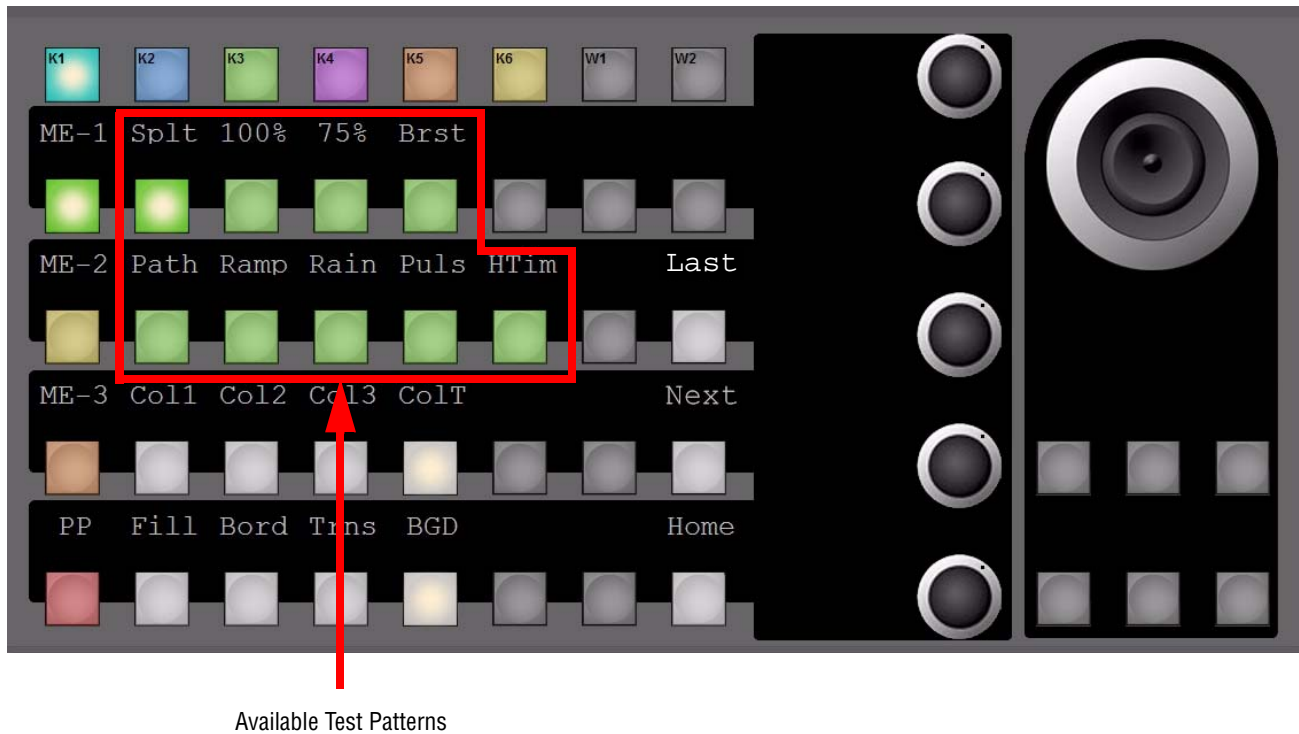 K1 K2 K3 K4 K5 K6 W1 W2
ME-1 Splt 100% 75% Brst
ME-2 Path Ramp Rain Puls HTim Last
ME-3 Col1 Col2 Col3 ColT Next
PP Fill Bord Trns BGD Home
Available Test Patterns